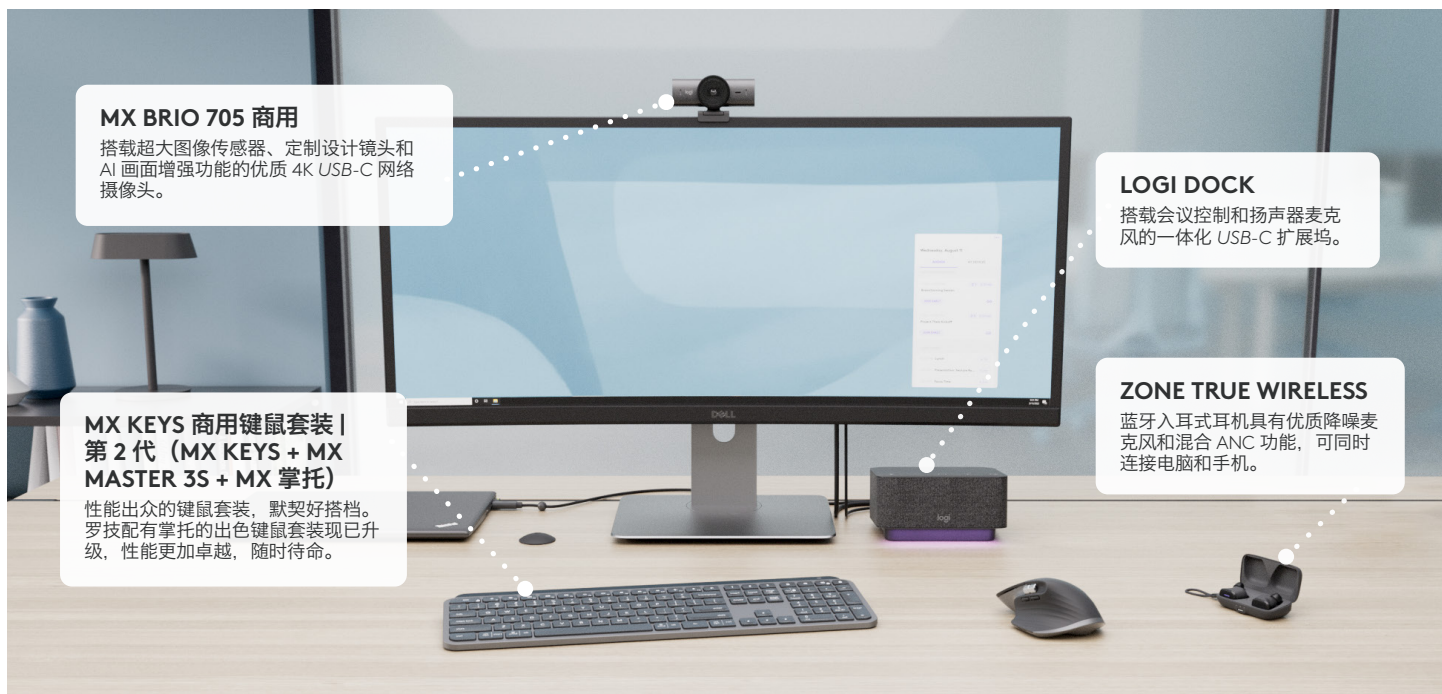 MX BRIO 705 商用
搭载超大图像传感器、定制设计镜头和
AI 画面增强功能的优质 4K USB-C 网络
摄像头。
logi
LOGI DOCK
搭载会议控制和扬声器麦克
风的一体化 USB-C 扩展坞。
Wednesday, August 11
DELL
MX KEYS 商用键鼠套装 |
第 2 代（MX KEYS + MX
MASTER 3S + MX 掌托）
性能出众的键鼠套装，默契好搭档。
罗技配有掌托的出色键鼠套装现已升
级，性能更加卓越，随时待命。
ZONE TRUE WIRELESS
蓝牙入耳式耳机具有优质降噪麦
克风和混合 ANC 功能，可同时
连接电脑和手机。
logi